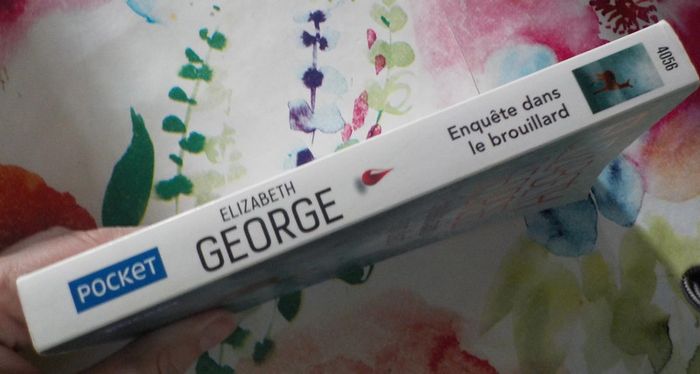 POCKET
ELIZABETH
GEORGE
Enquête dans
le brouillard
4056